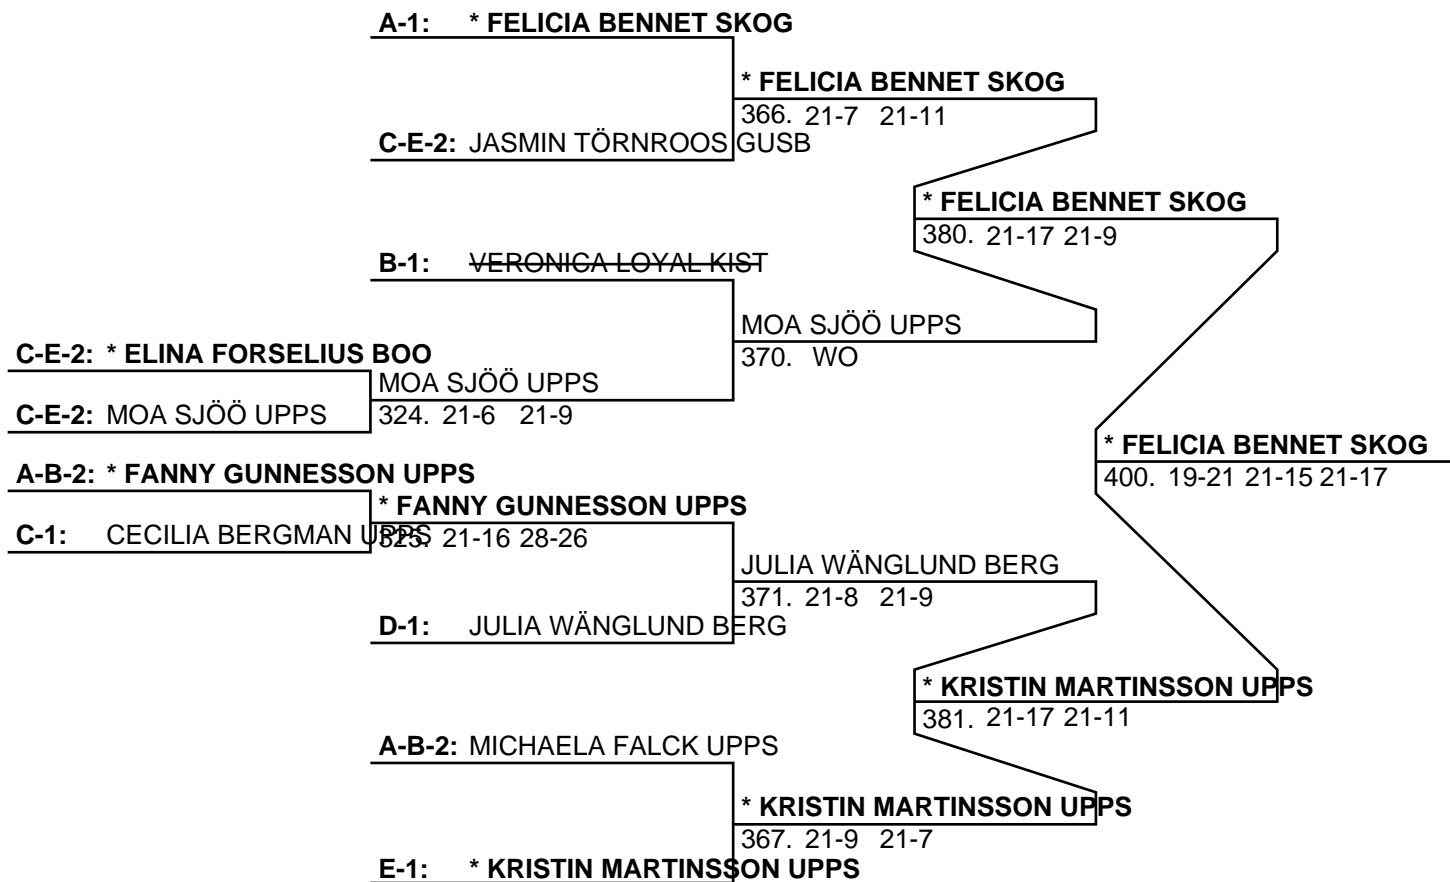 A-1: * FELICIA BENNET SKOG
* FELICIA BENNET SKOG
366. 21-7 21-11
C-E-2: JASMIN TÖRNROOS GUSB
* FELICIA BENNET SKOG
380. 21-17 21-9
B-1: VERONICA LOYAL KIST
MOA SJÖÖ UPPS
370. WO
C-E-2: * ELINA FORSELIUS BOO
MOA SJÖÖ UPPS
324. 21-6 21-9
C-E-2: MOA SJÖÖ UPPS
* FELICIA BENNET SKOG
400. 19-21 21-15 21-17
A-B-2: * FANNY GUNNESSON UPPS
* FANNY GUNNESSON UPPS
325. 21-16 28-26
C-1: CECILIA BERGMAN UPPS
JULIA WÄNGLUND BERG
371. 21-8 21-9
D-1: JULIA WÄNGLUND BERG
* KRISTIN MARTINSSON UPPS
381. 21-17 21-11
A-B-2: MICHAELA FALCK UPPS
* KRISTIN MARTINSSON UPPS
367. 21-9 21-7
E-1: * KRISTIN MARTINSSON UPPS